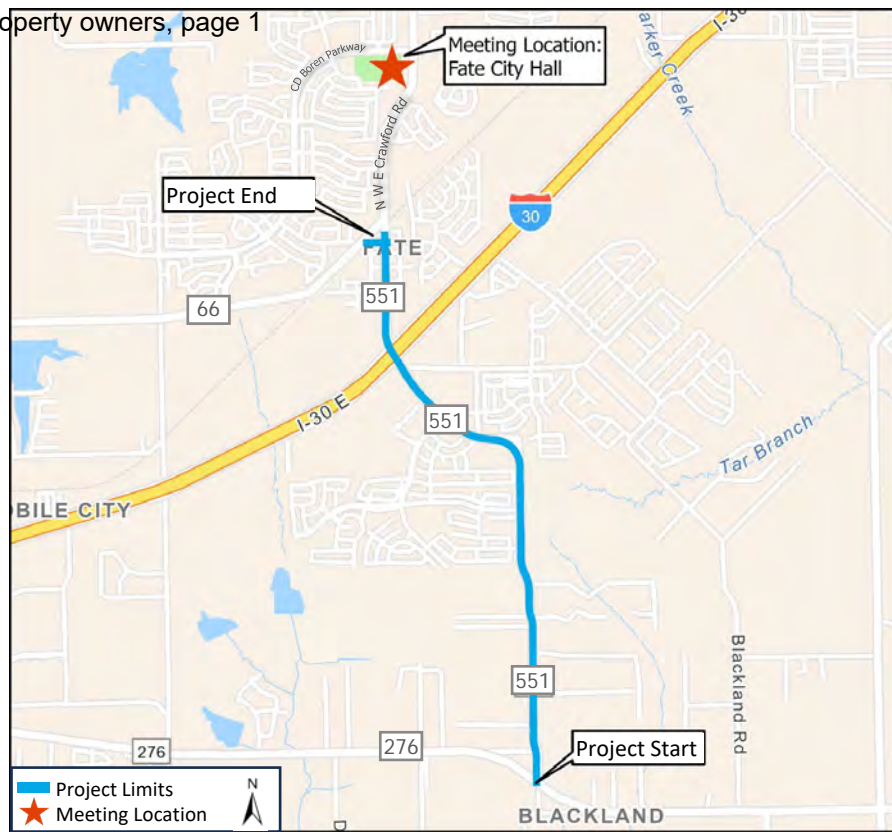 operty owners, page 1
Meeting Location:
Fate City Hall
CD Boren Parkway
arker Creek
I-30
N W E Crawford Rd
Project End
30
FATE
551
66
551
I-30 E
Tar Branch
OBILE CITY
Blackland Rd
551
276
276
Project Start
Project Limits
Meeting Location
N
BLACKLAND
D